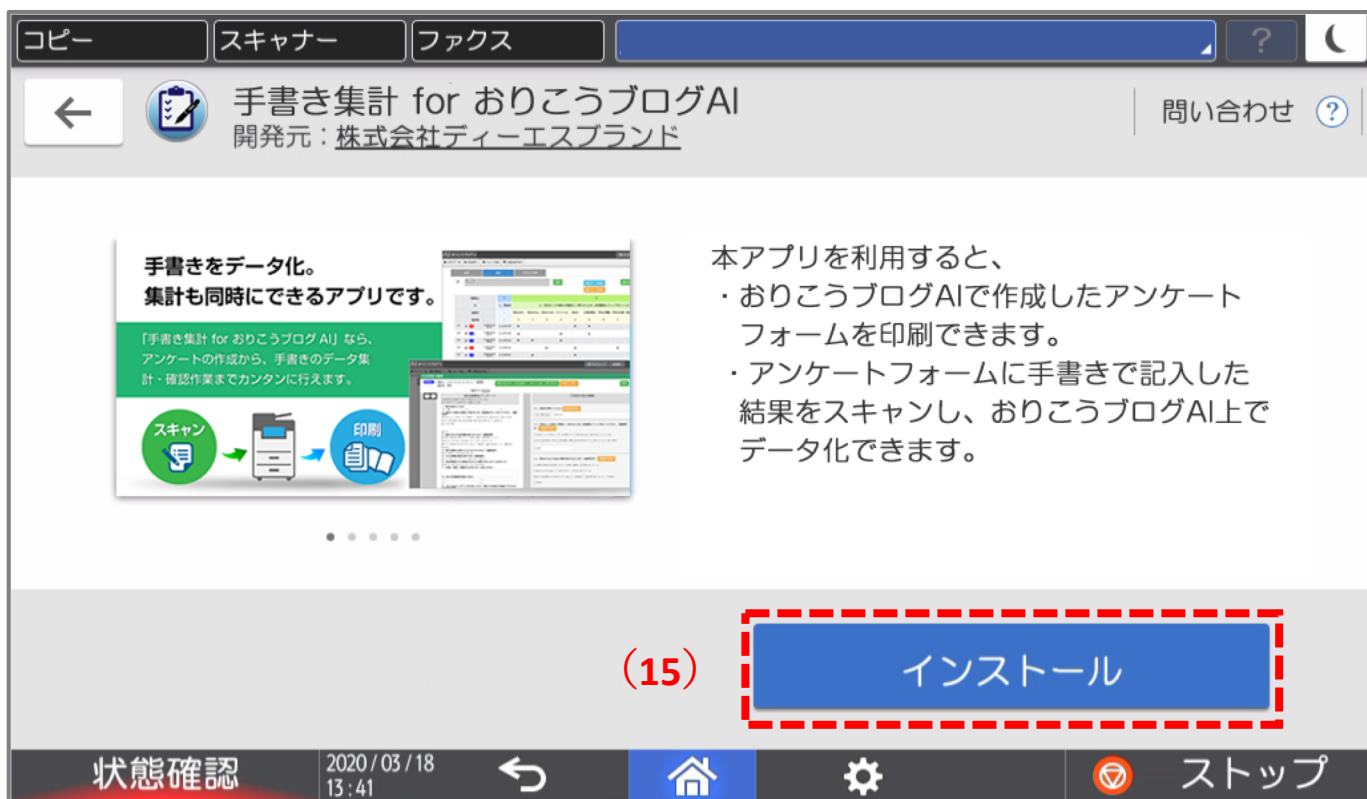 コピー
スキャナー
ファクス
?
手書き集計 for おりこうブログAI
開発元：株式会社ディーエスブランド
問い合わせ ?
手書きをデータ化。
集計も同時にできるアプリです。
「手書き集計 for おりこうブログ AI」なら、
アンケートの作成から、手書きのデータ集
計・確認作業までカンタンに行えます。
スキャン
印刷
本アプリを利用すると、
・おりこうブログAIで作成したアンケート
フォームを印刷できます。
・アンケートフォームに手書きで記入した
結果をスキャンし、おりこうブログAI上で
データ化できます。
（15）
インストール
状態確認
2020/03/18
13:41
ストップ